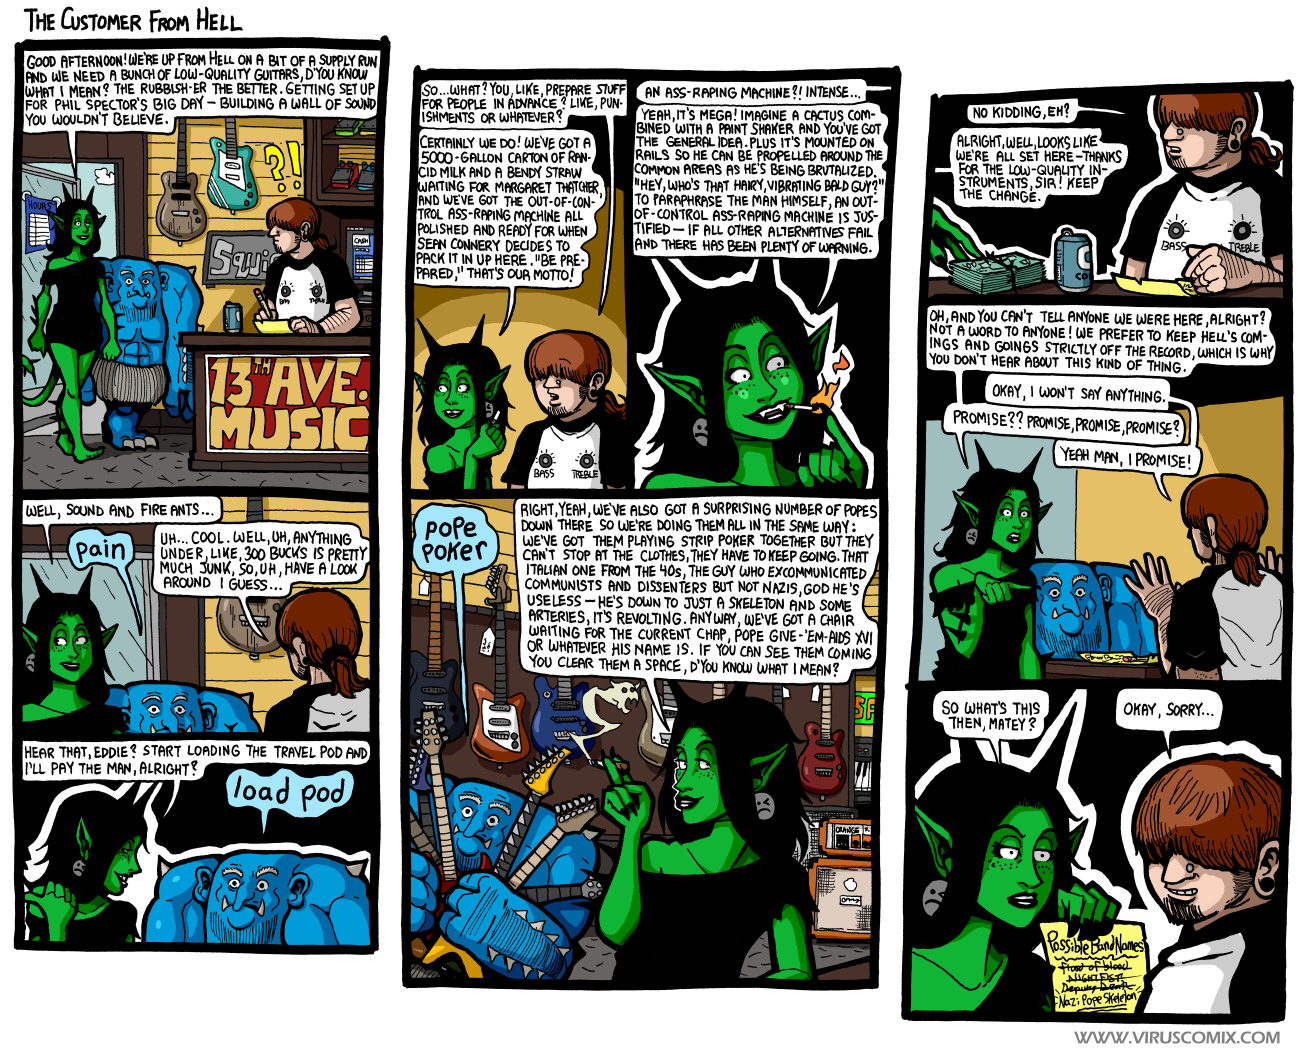 THE CUSTOMER FROM HELL
GOOD AFTERNOON! WE'RE UP FROM HELL ON A BIT OF A SUPPLY RUN
AND WE NEED A BUNCH OF LOW-QUALITY GUITARS, D'YOU KNOW
WHAT I MEAN? THE RUBBISH-ER THE BETTER. GETTING SET UP
FOR PHIL SPECTOR'S BIG DAY — BUILDING A WALL OF SOUND
YOU WOULDN'T BELIEVE.
?!
HOURS
CASH
SQUIE
BASS TREBLE
13TH AVE.
MUSIC
WELL, SOUND AND FIRE ANTS...
pain
UH... COOL. WELL, UH, ANYTHING
UNDER, LIKE, 300 BUCKS IS PRETTY
MUCH JUNK, SO, UH, HAVE A LOOK
AROUND I GUESS...
HEAR THAT, EDDIE? START LOADING THE TRAVEL POD AND
I'LL PAY THE MAN, ALRIGHT?
load pod
SO...WHAT? YOU, LIKE, PREPARE STUFF
FOR PEOPLE IN ADVANCE? LIKE, PUN-
ISHMENTS OR WHATEVER?
CERTAINLY WE DO! WE'VE GOT A
5000-GALLON CARTON OF RAN-
CID MILK AND A BENDY STRAW
WAITING FOR MARGARET THATCHER,
AND WE'VE GOT THE OUT-OF-CON-
TROL ASS-RAPING MACHINE ALL
POLISHED AND READY FOR WHEN
SEAN CONNERY DECIDES TO
PACK IT IN UP HERE. "BE PRE-
PARED," THAT'S OUR MOTTO!
BASS TREBLE
AN ASS-RAPING MACHINE?! INTENSE...
YEAH, IT'S MEGA! IMAGINE A CACTUS COM-
BINED WITH A PAINT SHAKER AND YOU'VE GOT
THE GENERAL IDEA. PLUS IT'S MOUNTED ON
RAILS SO HE CAN BE PROPELLED AROUND THE
COMMON AREAS AS HE'S BEING BRUTALIZED.
"HEY, WHO'S THAT HAIRY, VIBRATING BALD GUY?"
TO PARAPHRASE THE MAN HIMSELF, AN OUT-
OF-CONTROL ASS-RAPING MACHINE IS JUS-
TIFIED — IF ALL OTHER ALTERNATIVES FAIL
AND THERE HAS BEEN PLENTY OF WARNING.
pope
poker
RIGHT, YEAH, WE'VE ALSO GOT A SURPRISING NUMBER OF POPES
DOWN THERE SO WE'RE DOING THEM ALL IN THE SAME WAY:
WE'VE GOT THEM PLAYING STRIP POKER TOGETHER BUT THEY
CAN'T STOP AT THE CLOTHES, THEY HAVE TO KEEP GOING. THAT
ITALIAN ONE FROM THE 40s, THE GUY WHO EXCOMMUNICATED
COMMUNISTS AND DISSENTERS BUT NOT NAZIS, GOD HE'S
USELESS — HE'S DOWN TO JUST A SKELETON AND SOME
ARTERIES, IT'S REVOLTING. ANYWAY, WE'VE GOT A CHAIR
WAITING FOR THE CURRENT CHAP, POPE GIVE-'EM-AIDS XVI
OR WHATEVER HIS NAME IS. IF YOU CAN SEE THEM COMING
YOU CLEAR THEM A SPACE, D'YOU KNOW WHAT I MEAN?
ORANGE
NO KIDDING, EH?
ALRIGHT, WELL, LOOKS LIKE
WE'RE ALL SET HERE — THANKS
FOR THE LOW-QUALITY IN-
STRUMENTS, SIR! KEEP
THE CHANGE.
BASS TREBLE
OH, AND YOU CAN'T TELL ANYONE WE WERE HERE, ALRIGHT?
NOT A WORD TO ANYONE! WE PREFER TO KEEP HELL'S COM-
INGS AND GOINGS STRICTLY OFF THE RECORD, WHICH IS WHY
YOU DON'T HEAR ABOUT THIS KIND OF THING.
OKAY, I WON'T SAY ANYTHING.
PROMISE?? PROMISE, PROMISE, PROMISE?
YEAH MAN, I PROMISE!
SO WHAT'S THIS
THEN, MATEY?
OKAY, SORRY...
Possible Band Names
Flood of blood
NIGHTFIST
Deputy Death
Nazi Pope Skeleton
WWW.VIRUSCOMIX.COM